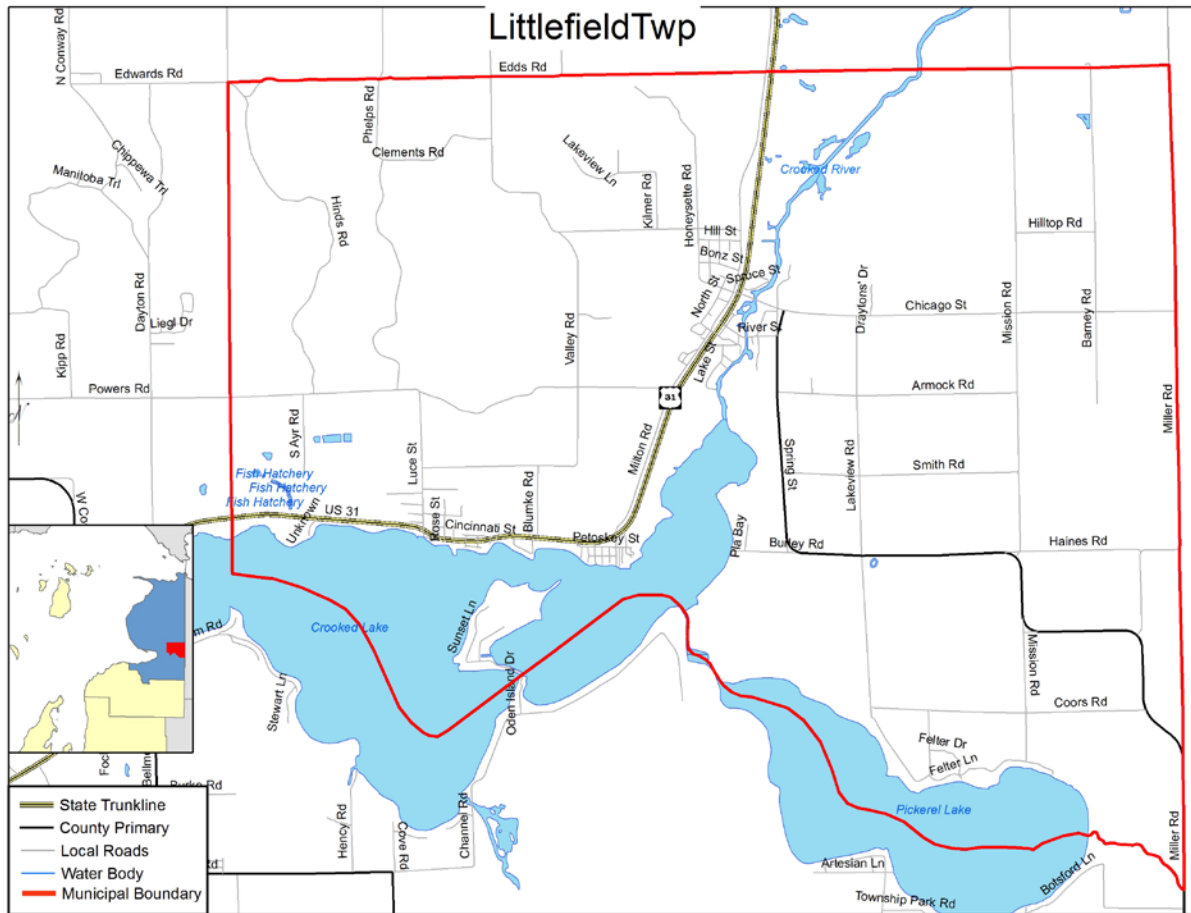 LittlefieldTwp
N Conway Rd
Edwards Rd
Edds Rd
Phelps Rd
Clements Rd
Chippewa Trl
Manitoba Trl
Lakeview Ln
Kilmer Rd
Honeysette Rd
Crooked River
Hinds Rd
Hill St
Bonz St
Spruce St
Hilltop Rd
Dayton Rd
Liegl Dr
North St
River St
Draytons' Dr
Chicago St
Mission Rd
Barney Rd
Kipp Rd
Valley Rd
Lake St
Powers Rd
31
Armock Rd
Miller Rd
S Ayr Rd
Luce St
Milton Rd
Spring St
Lakeview Rd
Smith Rd
Fish Hatchery
Fish Hatchery
Fish Hatchery
W Co
US 31
Unknown
Rose St
Cincinnati St
Blumke Rd
Petoskey St
Pla Bay
Burley Rd
Haines Rd
N
m Rd
Crooked Lake
Sunset Ln
Oden Island Dr
Stewart Ln
Mission Rd
Coors Rd
Felter Dr
Felter Ln
Pickerel Lake
Miller Rd
Hency Rd
Cove Rd
Channel Rd
Artesian Ln
Botsford Ln
Township Park Rd
State Trunkline
County Primary
Local Roads
Water Body
Municipal Boundary